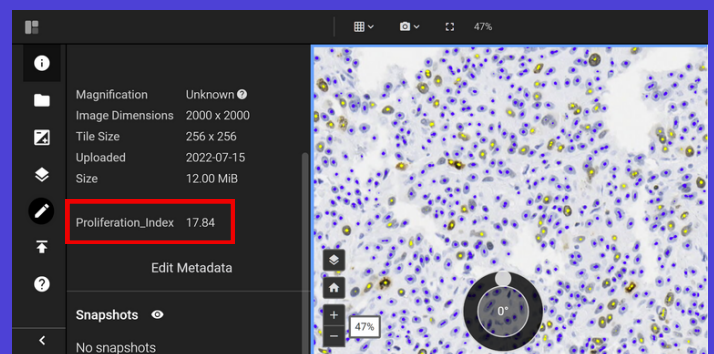 47%
Magnification Unknown
Image Dimensions 2000 x 2000
Tile Size 256 x 256
Uploaded 2022-07-15
Size 12.00 MiB
Proliferation_Index 17.84
Edit Metadata
Snapshots
No snapshots
0°
47%